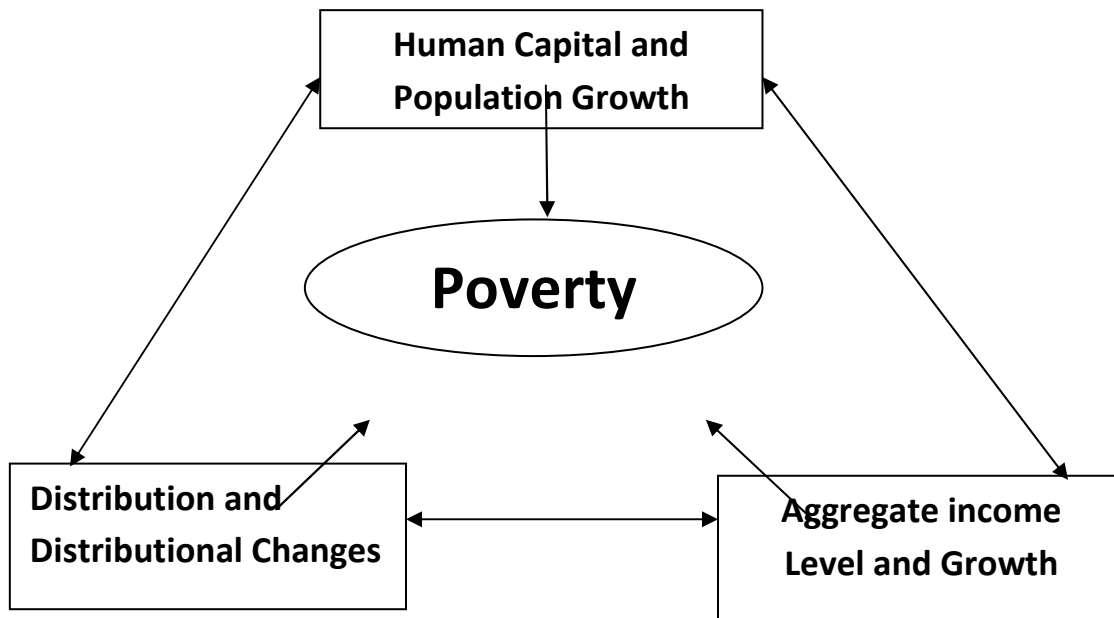 Human Capital and
Population Growth
Poverty
Distribution and
Distributional Changes
Aggregate income
Level and Growth